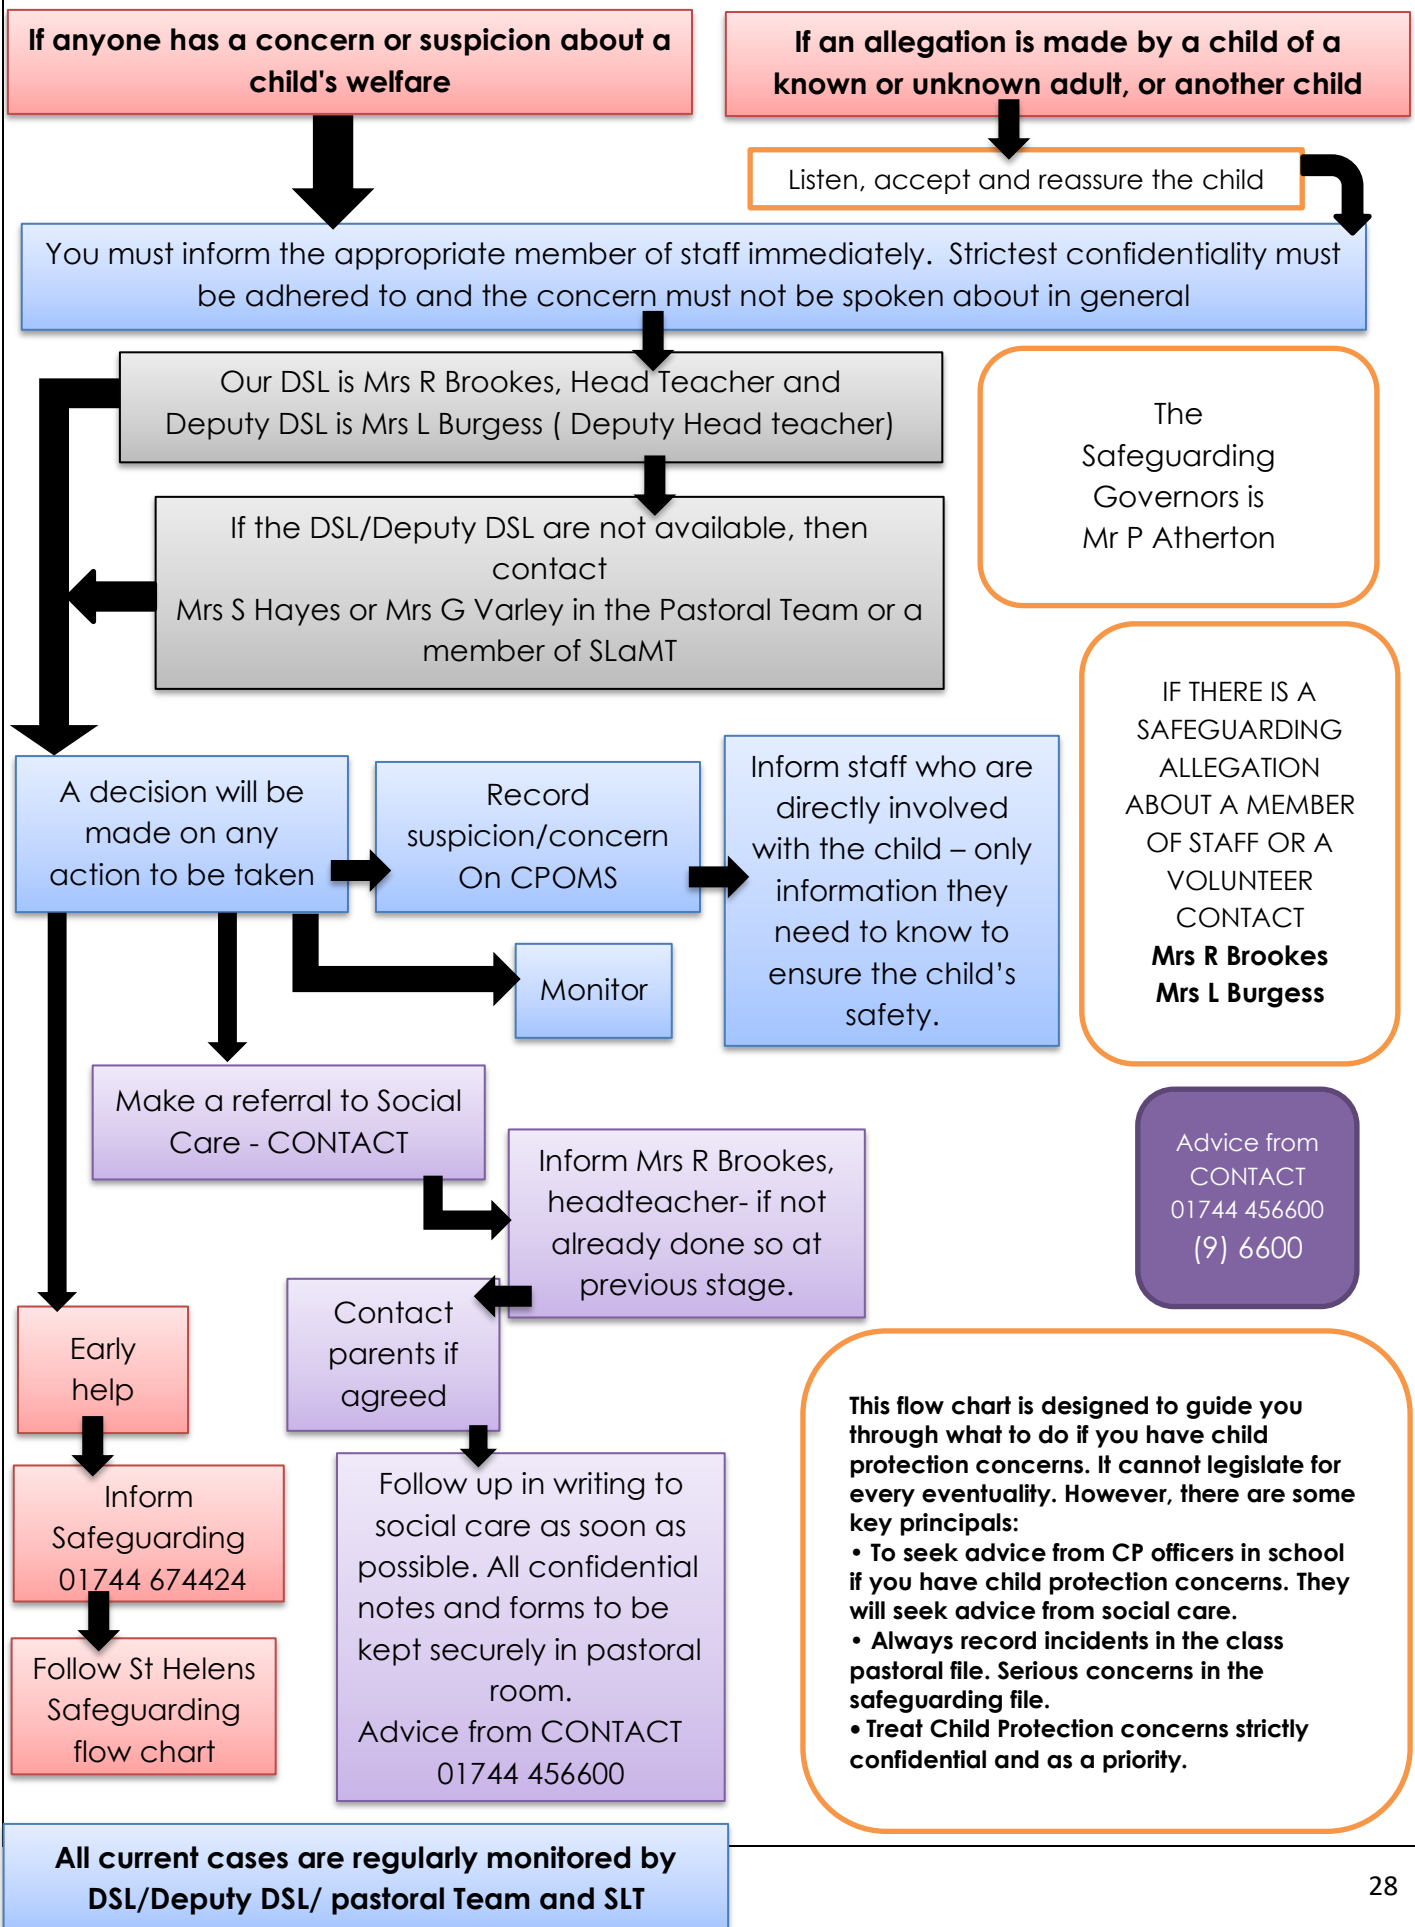 If anyone has a concern or suspicion about a
child's welfare
If an allegation is made by a child of a
known or unknown adult, or another child
Listen, accept and reassure the child
You must inform the appropriate member of staff immediately.  Strictest confidentiality must
be adhered to and the concern must not be spoken about in general
Our DSL is Mrs R Brookes, Head Teacher and
Deputy DSL is Mrs L Burgess ( Deputy Head teacher)
The
Safeguarding
Governors is
Mr P Atherton
If the DSL/Deputy DSL are not available, then
contact
Mrs S Hayes or Mrs G Varley in the Pastoral Team or a
member of SLaMT
IF THERE IS A
SAFEGUARDING
ALLEGATION
ABOUT A MEMBER
OF STAFF OR A
VOLUNTEER
CONTACT
Mrs R Brookes
Mrs L Burgess
A decision will be
made on any
action to be taken
Record
suspicion/concern
On CPOMS
Inform staff who are
directly involved
with the child – only
information they
need to know to
ensure the child’s
safety.
Monitor
Make a referral to Social
Care - CONTACT
Inform Mrs R Brookes,
headteacher- if not
already done so at
previous stage.
Advice from
CONTACT
01744 456600
(9) 6600
Contact
parents if
agreed
Early
help
Inform
Safeguarding
01744 674424
Follow St Helens
Safeguarding
flow chart
Follow up in writing to
social care as soon as
possible. All confidential
notes and forms to be
kept securely in pastoral
room.
Advice from CONTACT
01744 456600
This flow chart is designed to guide you
through what to do if you have child
protection concerns. It cannot legislate for
every eventuality. However, there are some
key principals:
• To seek advice from CP officers in school
if you have child protection concerns. They
will seek advice from social care.
• Always record incidents in the class
pastoral file. Serious concerns in the
safeguarding file.
• Treat Child Protection concerns strictly
confidential and as a priority.
All current cases are regularly monitored by
DSL/Deputy DSL/ pastoral Team and SLT
28